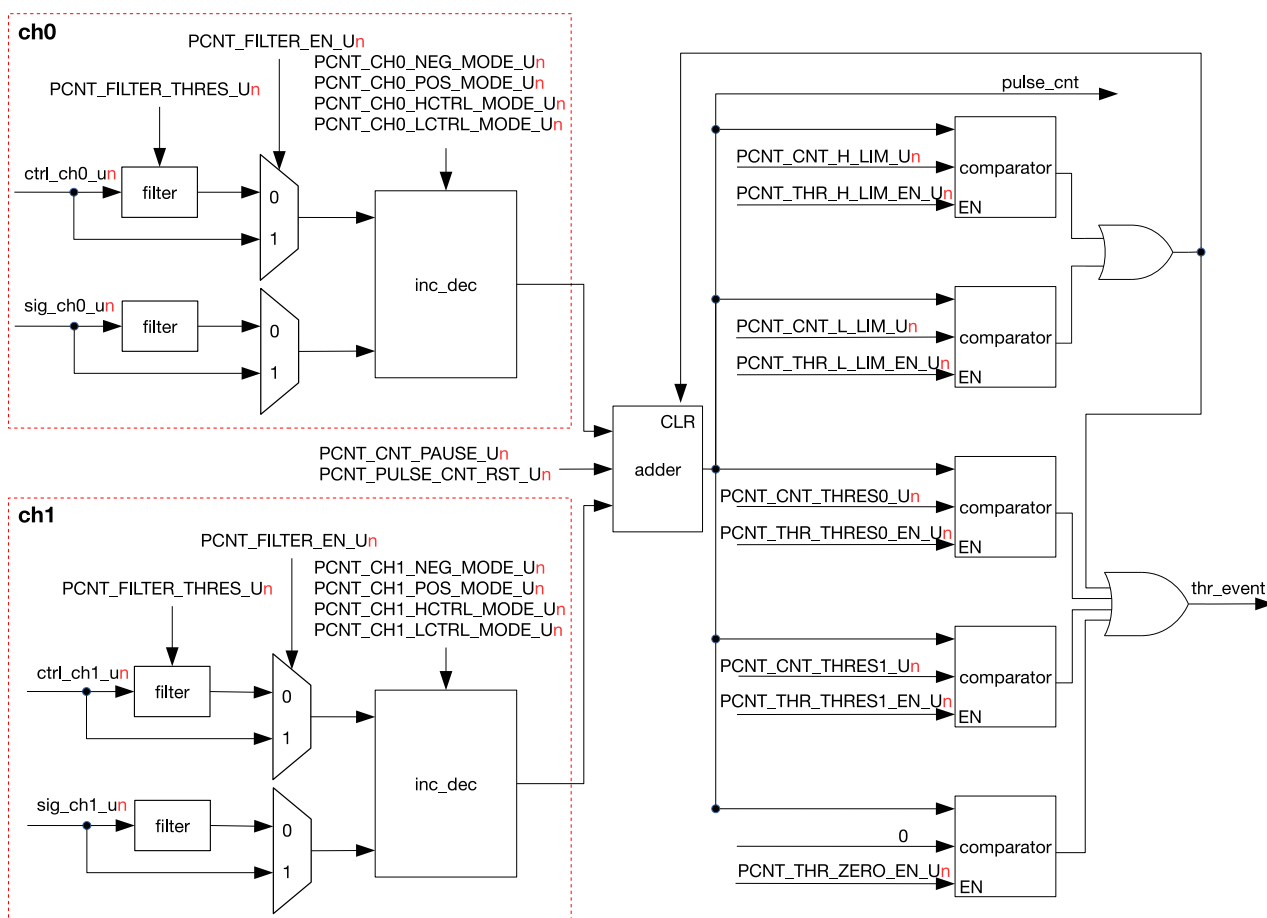 ch0
PCNT_FILTER_EN_Un
PCNT_CH0_NEG_MODE_Un
PCNT_CH0_POS_MODE_Un
PCNT_CH0_HCTRL_MODE_Un
PCNT_CH0_LCTRL_MODE_Un
PCNT_FILTER_THRES_Un
ctrl_ch0_un
filter
0
1
sig_ch0_un
filter
0
1
inc_dec
ch1
PCNT_FILTER_EN_Un
PCNT_CH1_NEG_MODE_Un
PCNT_CH1_POS_MODE_Un
PCNT_CH1_HCTRL_MODE_Un
PCNT_CH1_LCTRL_MODE_Un
PCNT_FILTER_THRES_Un
ctrl_ch1_un
filter
0
1
sig_ch1_un
filter
0
1
inc_dec
PCNT_CNT_PAUSE_Un
PCNT_PULSE_CNT_RST_Un
CLR
adder
pulse_cnt
PCNT_CNT_H_LIM_Un
PCNT_THR_H_LIM_EN_Un
comparator
EN
PCNT_CNT_L_LIM_Un
PCNT_THR_L_LIM_EN_Un
comparator
EN
PCNT_CNT_THRES0_Un
PCNT_THR_THRES0_EN_Un
comparator
EN
PCNT_CNT_THRES1_Un
PCNT_THR_THRES1_EN_Un
comparator
EN
0
PCNT_THR_ZERO_EN_Un
comparator
EN
thr_event